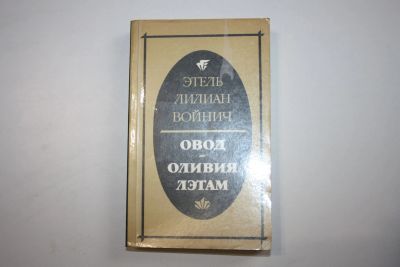 ЭТЕЛЬ
ЛИЛИАН
ВОЙНИЧ
ОВОД
ОЛИВИЯ
ЛЭТАМ